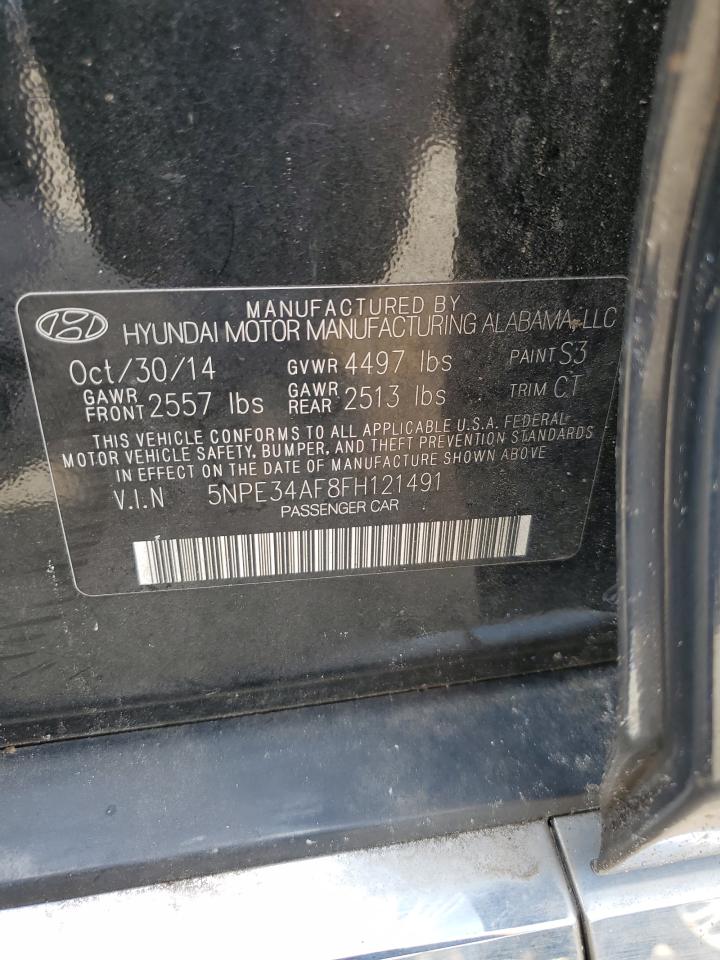 MANUFACTURED BY
HYUNDAI MOTOR MANUFACTURING ALABAMA, LLC
Oct/30/14 GVWR 4497 lbs PAINT S3
GAWR FRONT 2557 lbs GAWR REAR 2513 lbs TRIM CT
THIS VEHICLE CONFORMS TO ALL APPLICABLE U.S.A. FEDERAL
MOTOR VEHICLE SAFETY, BUMPER, AND THEFT PREVENTION STANDARDS
IN EFFECT ON THE DATE OF MANUFACTURE SHOWN ABOVE
V.I.N 5NPE34AF8FH121491
PASSENGER CAR